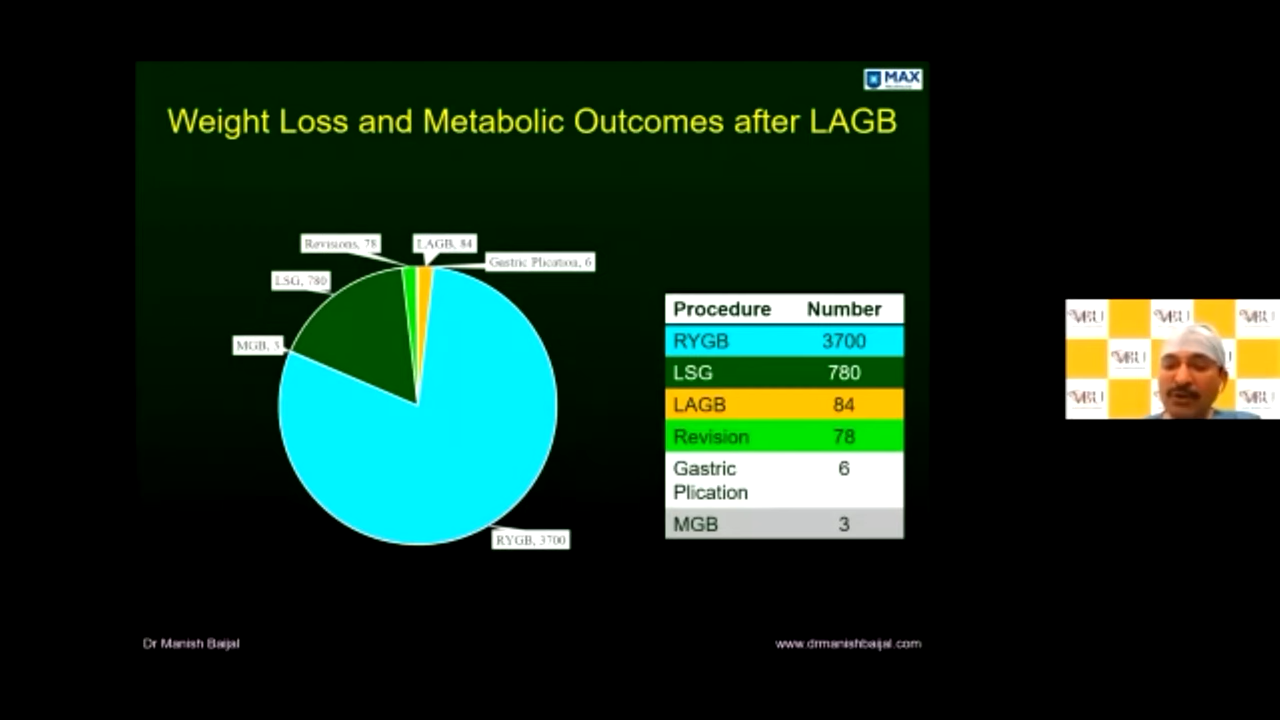 MAX
Weight Loss and Metabolic Outcomes after LAGB
Revisions, 78
LAGB, 84
Gastric Plication, 6
LSG, 780
MGB, 3
RYGB, 3700
Procedure Number
RYGB 3700
LSG 780
LAGB 84
Revision 78
Gastric 6
Plication
MGB 3
Dr Manish Baijal
www.drmanishbaijal.com